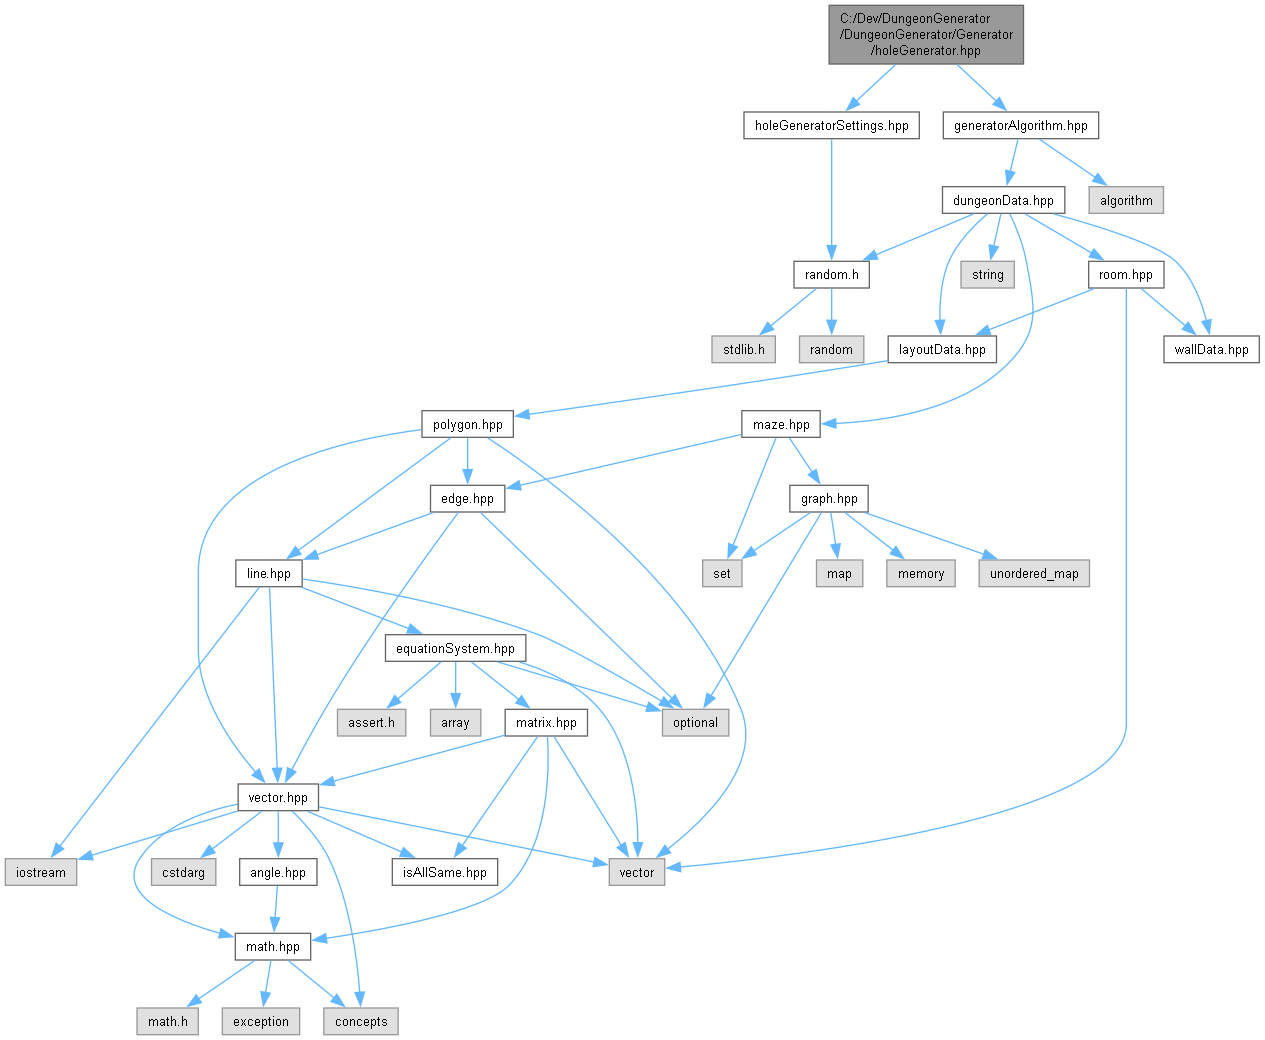 C:/Dev/DungeonGenerator
/DungeonGenerator/Generator
/holeGenerator.hpp
holeGeneratorSettings.hpp
generatorAlgorithm.hpp
dungeonData.hpp
algorithm
random.h
string
room.hpp
stdlib.h
random
layoutData.hpp
wallData.hpp
polygon.hpp
maze.hpp
edge.hpp
graph.hpp
line.hpp
set
map
memory
unordered_map
equationSystem.hpp
assert.h
array
matrix.hpp
optional
vector.hpp
iostream
cstdarg
angle.hpp
isAllSame.hpp
vector
math.hpp
math.h
exception
concepts